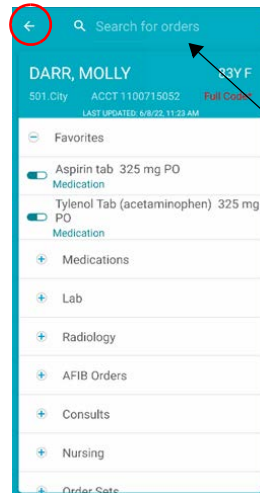 Search for orders
DARR, MOLLY 83Y F
501.City ACCT 1100715052 Full Code
LAST UPDATED: 6/8/22, 11:23 AM
Favorites
Aspirin tab 325 mg PO
Medication
Tylenol Tab (acetaminophen) 325 mg
PO
Medication
Medications
Lab
Radiology
AFIB Orders
Consults
Nursing
Order Sets